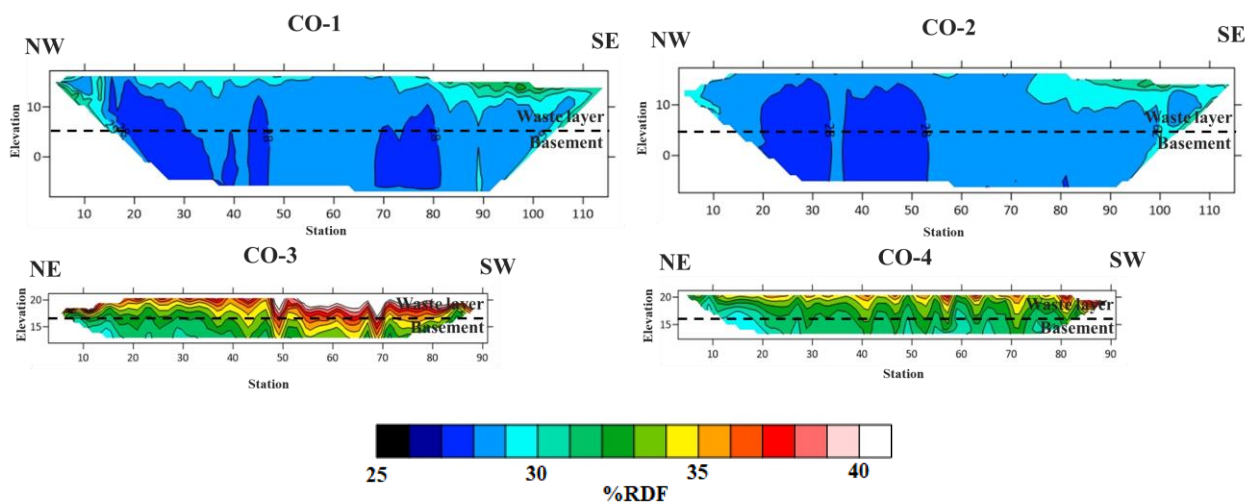 CO-1
NW
SE
Elevation
10
0
Waste layer
Basement
10 20 30 40 50 60 70 80 90 100 110
Station
CO-2
NW
SE
Elevation
10
0
28
Waste layer
Basement
10 20 30 40 50 60 70 80 90 100 110
Station
CO-3
NE
SW
Elevation
20
15
Waste layer
Basement
10 20 30 40 50 60 70 80 90
Station
CO-4
NE
SW
Elevation
20
15
Waste layer
Basement
10 20 30 40 50 60 70 80 90
Station
25 30 35 40
%RDF